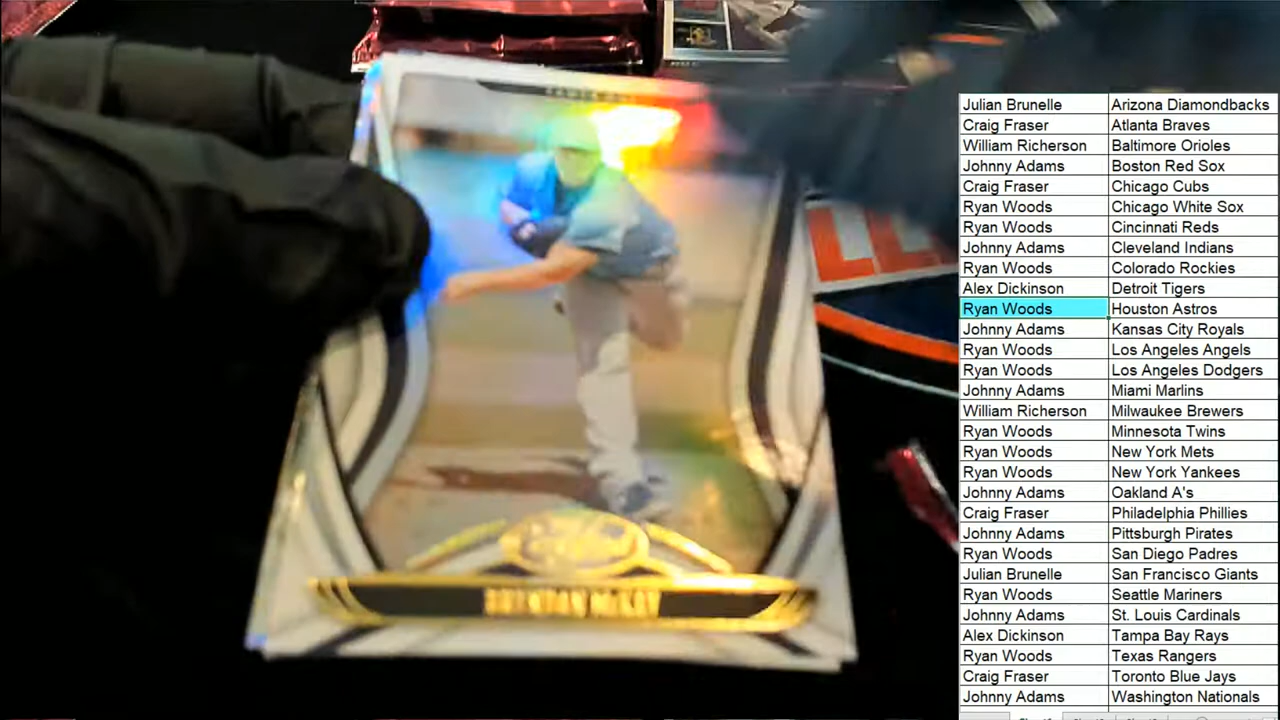 BRENDAN McKAY
Julian Brunelle Arizona Diamondbacks
Craig Fraser Atlanta Braves
William Richerson Baltimore Orioles
Johnny Adams Boston Red Sox
Craig Fraser Chicago Cubs
Ryan Woods Chicago White Sox
Ryan Woods Cincinnati Reds
Johnny Adams Cleveland Indians
Ryan Woods Colorado Rockies
Alex Dickinson Detroit Tigers
Ryan Woods Houston Astros
Johnny Adams Kansas City Royals
Ryan Woods Los Angeles Angels
Ryan Woods Los Angeles Dodgers
Johnny Adams Miami Marlins
William Richerson Milwaukee Brewers
Ryan Woods Minnesota Twins
Ryan Woods New York Mets
Ryan Woods New York Yankees
Johnny Adams Oakland A's
Craig Fraser Philadelphia Phillies
Johnny Adams Pittsburgh Pirates
Ryan Woods San Diego Padres
Julian Brunelle San Francisco Giants
Ryan Woods Seattle Mariners
Johnny Adams St. Louis Cardinals
Alex Dickinson Tampa Bay Rays
Ryan Woods Texas Rangers
Craig Fraser Toronto Blue Jays
Johnny Adams Washington Nationals